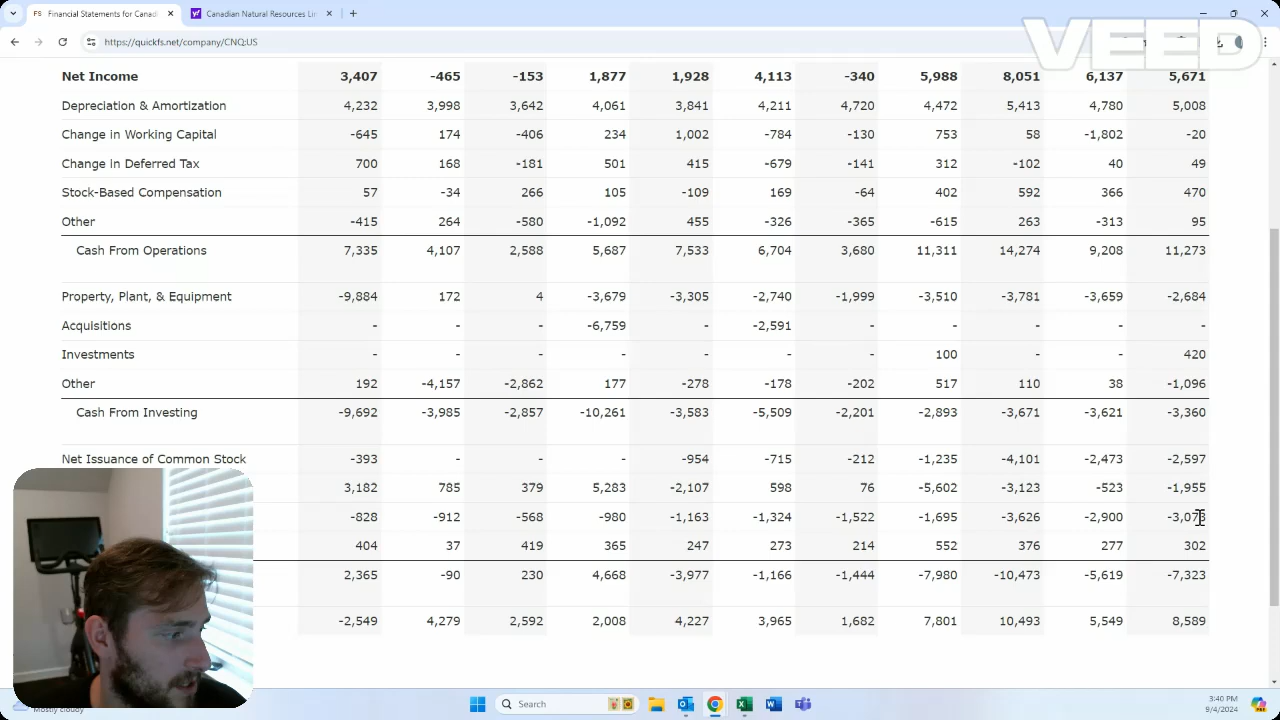 FS Financial Statements for Canad
Canadian Natural Resources Lin
https://quickfs.net/company/CNQ:US
VEED
Net Income 3,407 -465 -153 1,877 1,928 4,113 -340 5,988 8,051 6,137 5,671
Depreciation & Amortization 4,232 3,998 3,642 4,061 3,841 4,211 4,720 4,472 5,413 4,780 5,008
Change in Working Capital -645 174 -406 234 1,002 -784 -130 753 58 -1,802 -20
Change in Deferred Tax 700 168 -181 501 415 -679 -141 312 -102 40 49
Stock-Based Compensation 57 -34 266 105 -109 169 -64 402 592 366 470
Other -415 264 -580 -1,092 455 -326 -365 -615 263 -313 95
Cash From Operations 7,335 4,107 2,588 5,687 7,533 6,704 3,680 11,311 14,274 9,208 11,273
Property, Plant, & Equipment -9,884 172 4 -3,679 -3,305 -2,740 -1,999 -3,510 -3,781 -3,659 -2,684
Acquisitions - - - -6,759 - -2,591 - - - - -
Investments - - - - - - - 100 - - 420
Other 192 -4,157 -2,862 177 -278 -178 -202 517 110 38 -1,096
Cash From Investing -9,692 -3,985 -2,857 -10,261 -3,583 -5,509 -2,201 -2,893 -3,671 -3,621 -3,360
Net Issuance of Common Stock -393 - - - -954 -715 -212 -1,235 -4,101 -2,473 -2,597
3,182 785 379 5,283 -2,107 598 76 -5,602 -3,123 -523 -1,955
-828 -912 -568 -980 -1,163 -1,324 -1,522 -1,695 -3,626 -2,900
404 37 419 365 247 273 214 552 376 277 302
2,365 -90 230 4,668 -3,977 -1,166 -1,444 -7,980 -10,473 -5,619 -7,323
-2,549 4,279 2,592 2,008 4,227 3,965 1,682 7,801 10,493 5,549 8,589
Mostly cloudy
Search
3:40 PM
9/4/2024